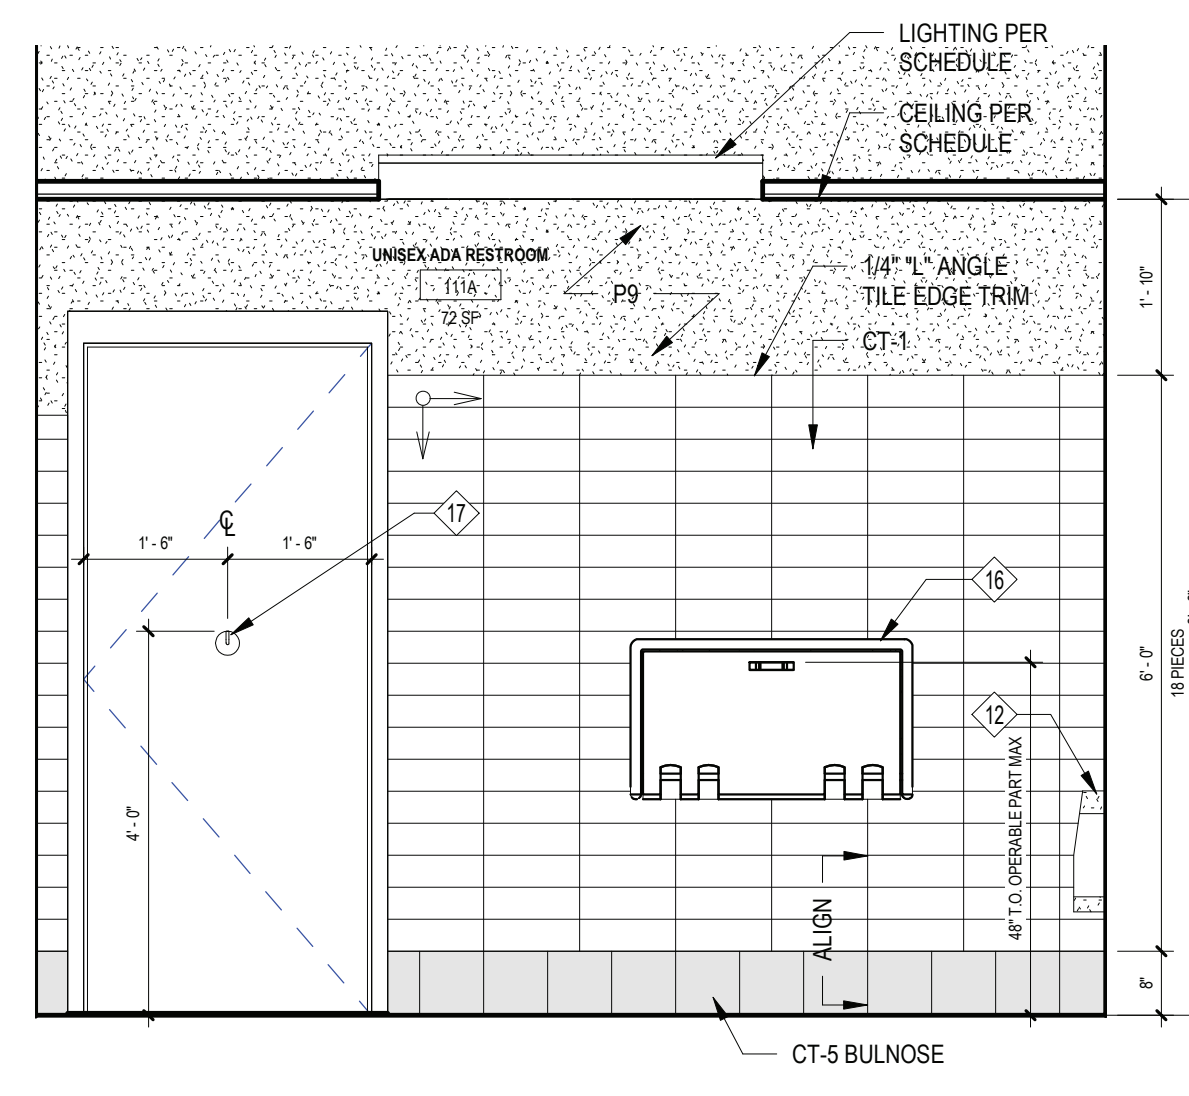 LIGHTING PER
SCHEDULE
CEILING PER
SCHEDULE
UNISEX ADA RESTROOM
111A
72 SF
P9
1/4" "L" ANGLE
TILE EDGE TRIM
CT-1
1' - 10"
17
℄
1' - 6"
1' - 6"
16
12
4' - 0"
48" T.O. OPERABLE PART MAX
6' - 0"
18 PIECES
ALIGN
8"
CT-5 BULNOSE